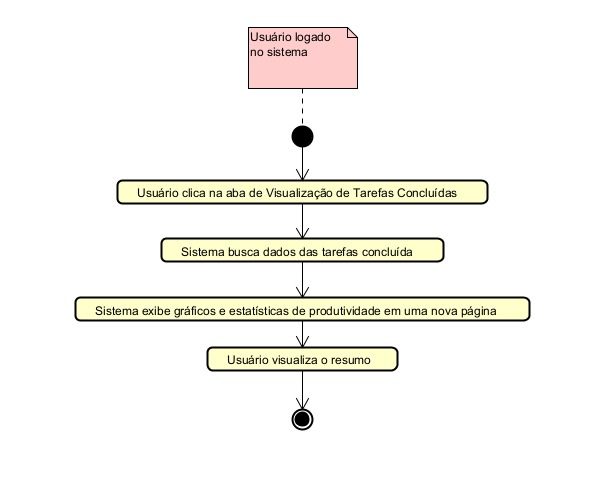 Usuário logado
no sistema
Usuário clica na aba de Visualização de Tarefas Concluídas
Sistema busca dados das tarefas concluída
Sistema exibe gráficos e estatísticas de produtividade em uma nova página
Usuário visualiza o resumo